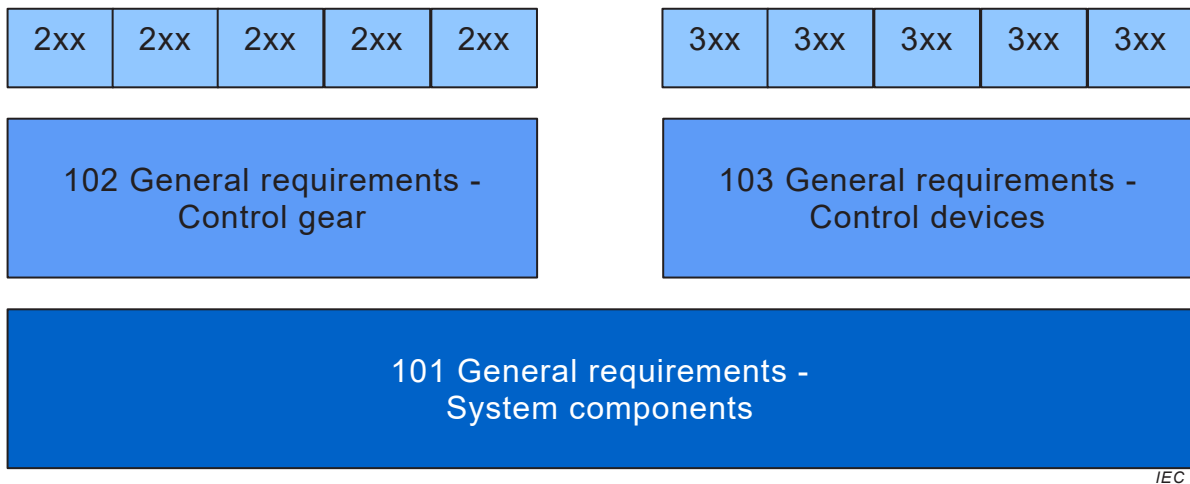 2xx 2xx 2xx 2xx 2xx 3xx 3xx 3xx 3xx 3xx
102 General requirements -
Control gear
103 General requirements -
Control devices
101 General requirements -
System components
IEC